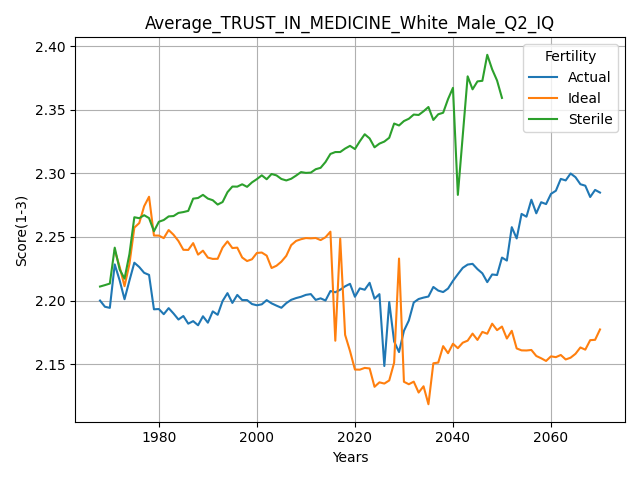 Average_TRUST_IN_MEDICINE_White_Male_Q2_IQ
Fertility
Actual
Ideal
Sterile
Score(1-3)
2.40
2.35
2.30
2.25
2.20
2.15
1980
2000
2020
2040
2060
Years